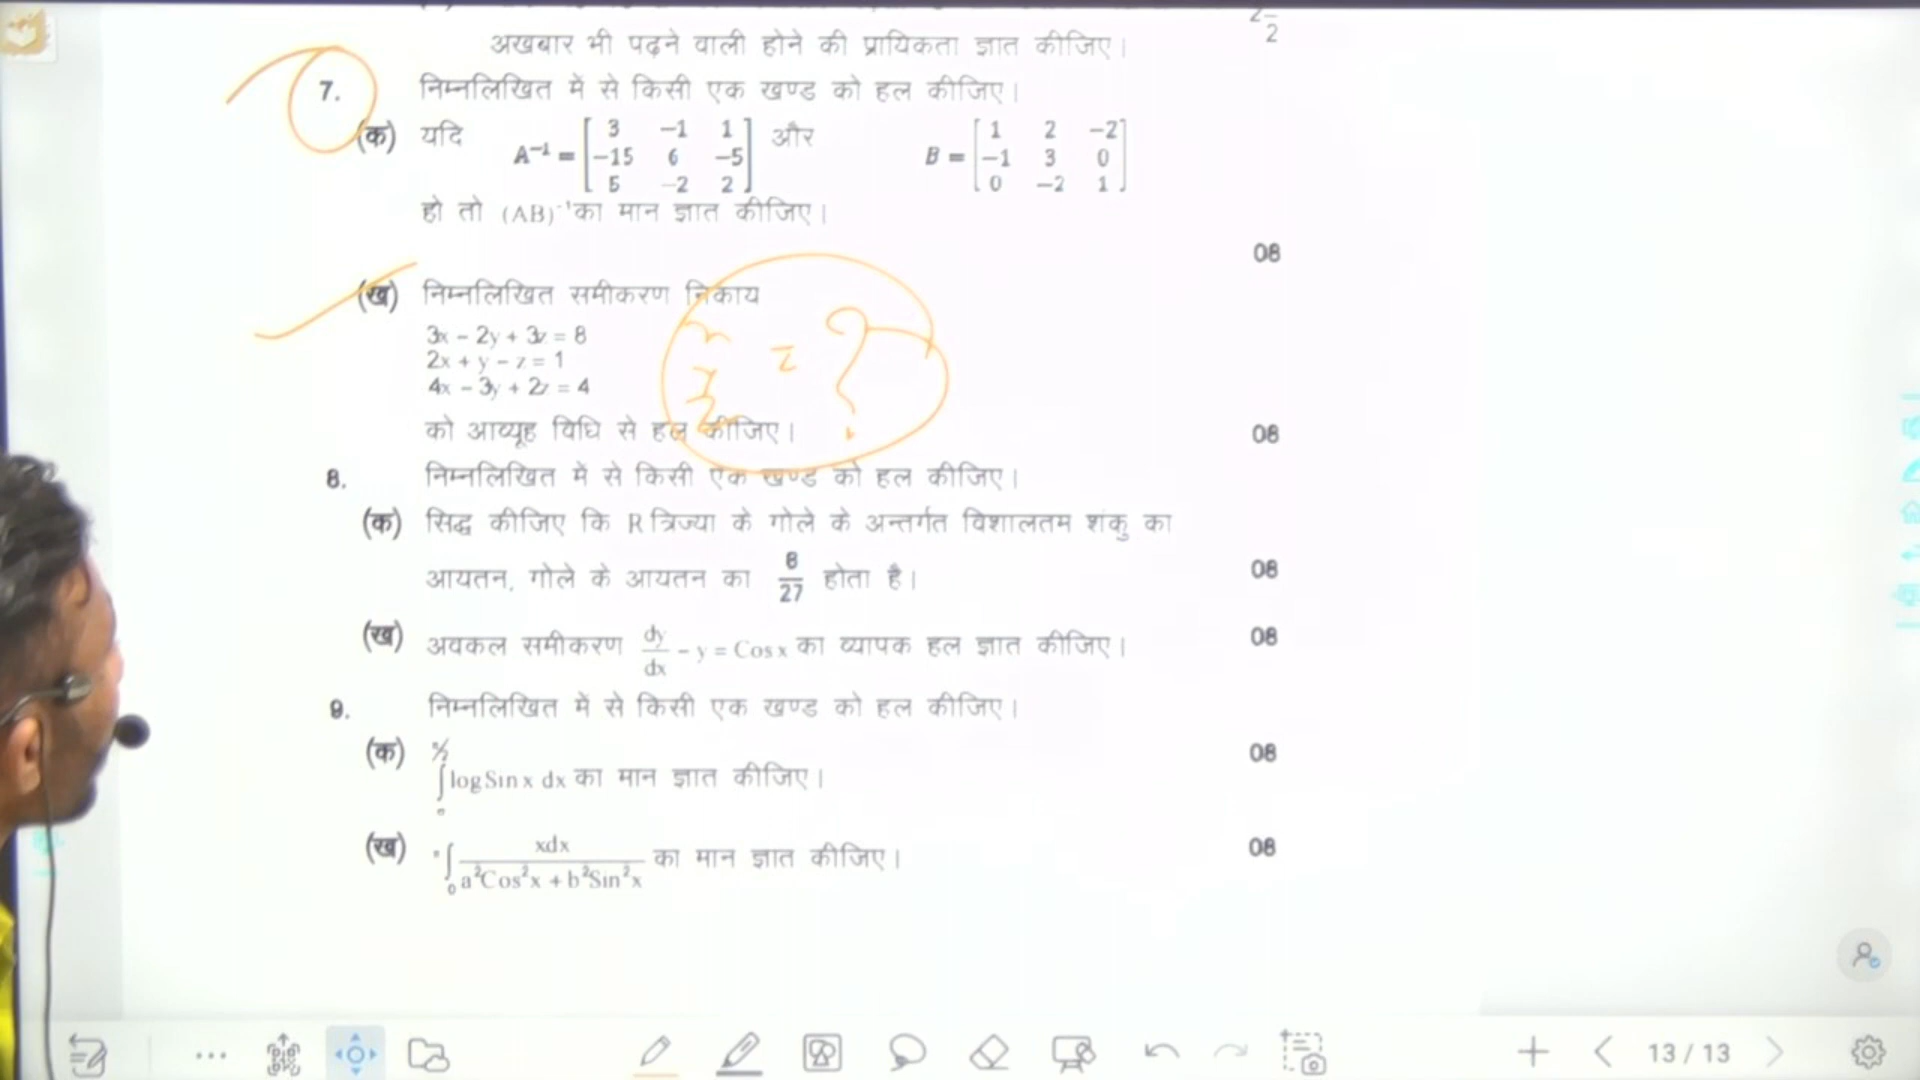 अखबार भी पढ़ने वाली होने की प्रायिकता ज्ञात कीजिए।
7. निम्नलिखित में से किसी एक खण्ड को हल कीजिए।
(क) यदि A⁻¹ = [3 -1 1; -15 6 -5; 5 -2 2] और B = [1 2 -2; -1 3 0; 0 -2 1]
हो तो (AB)⁻¹ का मान ज्ञात कीजिए।
08
(ख) निम्नलिखित समीकरण निकाय
3x - 2y + 3z = 8
2x + y - z = 1
4x - 3y + 2z = 4
x y z = ?
को आव्यूह विधि से हल कीजिए। 08
8. निम्नलिखित में से किसी एक खण्ड को हल कीजिए।
(क) सिद्ध कीजिए कि R त्रिज्या के गोले के अन्तर्गत विशालतम शंकु का
आयतन, गोले के आयतन का 8/27 होता है। 08
(ख) अवकल समीकरण dy/dx - y = Cos x का व्यापक हल ज्ञात कीजिए। 08
9. निम्नलिखित में से किसी एक खण्ड को हल कीजिए।
(क) ∫ log Sin x dx का मान ज्ञात कीजिए। 08
(ख) ∫₀ xdx / a²Cos²x + b²Sin²x का मान ज्ञात कीजिए। 08
13 / 13